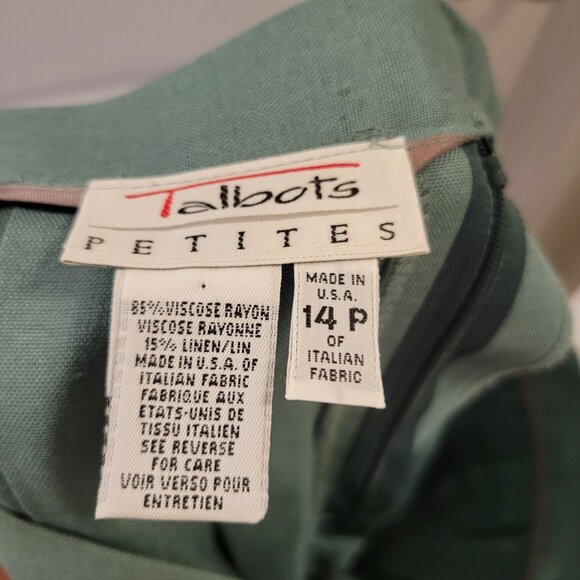 Talbots
PETITES
85% VISCOSE RAYON
VISCOSE RAYONNE
15% LINEN/LIN
MADE IN U.S.A. OF
ITALIAN FABRIC
FABRIQUE AUX
ETATS-UNIS DE
TISSU ITALIEN
SEE REVERSE
FOR CARE
VOIR VERSO POUR
ENTRETIEN
MADE IN
U.S.A.
14 P
OF
ITALIAN
FABRIC